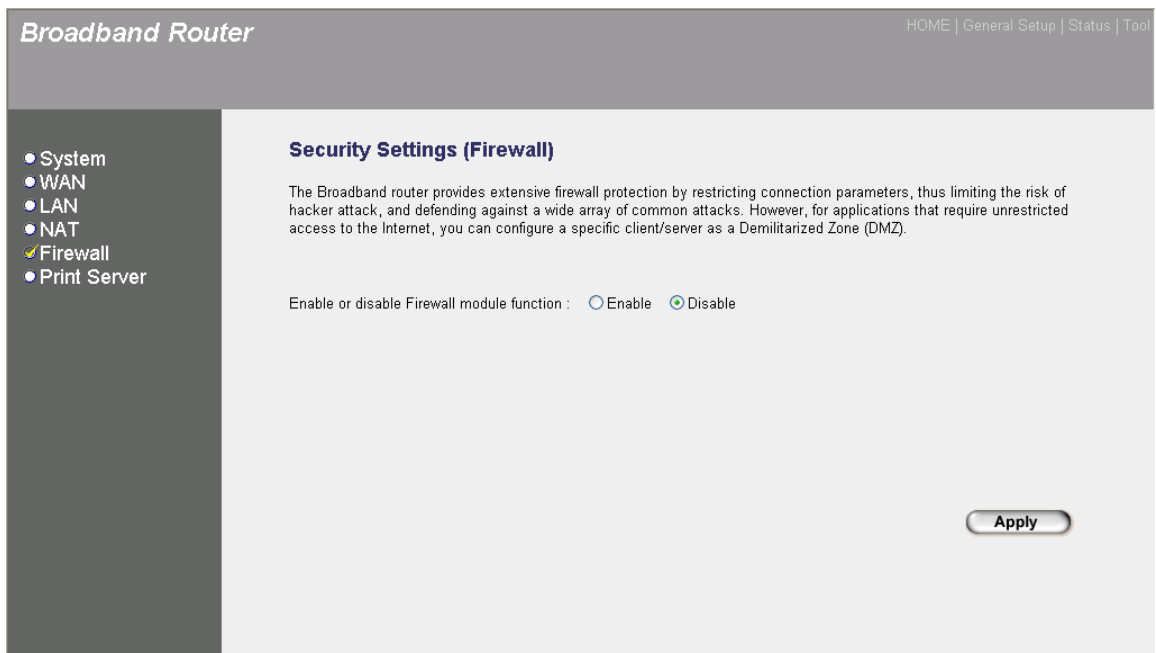 Broadband Router
HOME | General Setup | Status | Tool
System
WAN
LAN
NAT
Firewall
Print Server
Security Settings (Firewall)
The Broadband router provides extensive firewall protection by restricting connection parameters, thus limiting the risk of
hacker attack, and defending against a wide array of common attacks. However, for applications that require unrestricted
access to the Internet, you can configure a specific client/server as a Demilitarized Zone (DMZ).
Enable or disable Firewall module function : Enable Disable
Apply